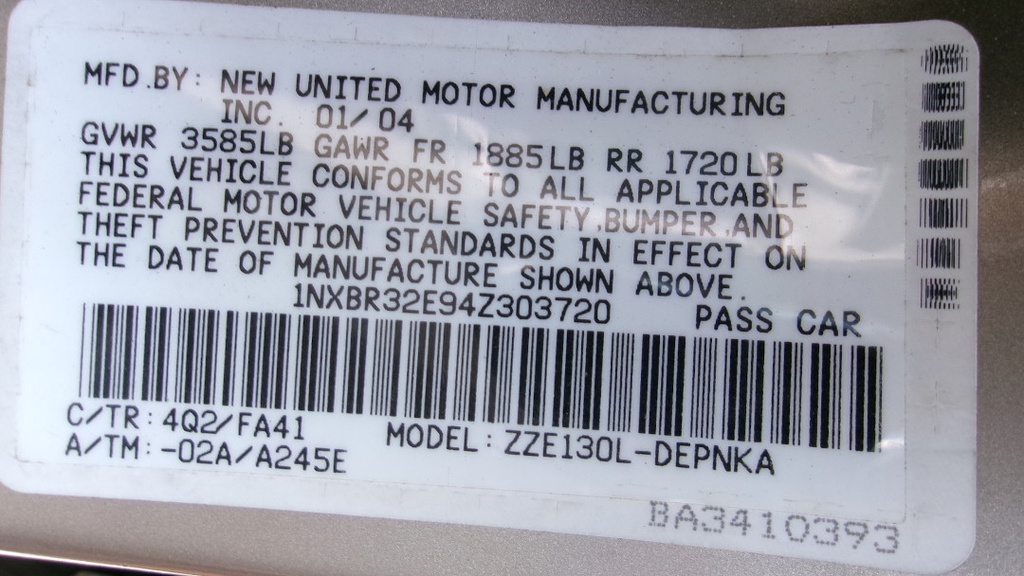 MFD.BY: NEW UNITED MOTOR MANUFACTURING
INC. 01/04
GVWR 3585LB GAWR FR 1885LB RR 1720LB
THIS VEHICLE CONFORMS TO ALL APPLICABLE
FEDERAL MOTOR VEHICLE SAFETY,BUMPER,AND
THEFT PREVENTION STANDARDS IN EFFECT ON
THE DATE OF MANUFACTURE SHOWN ABOVE.
1NXBR32E94Z303720 PASS CAR
C/TR: 4Q2/FA41
A/TM: -02A/A245E
MODEL: ZZE130L-DEPNKA
BA3410393